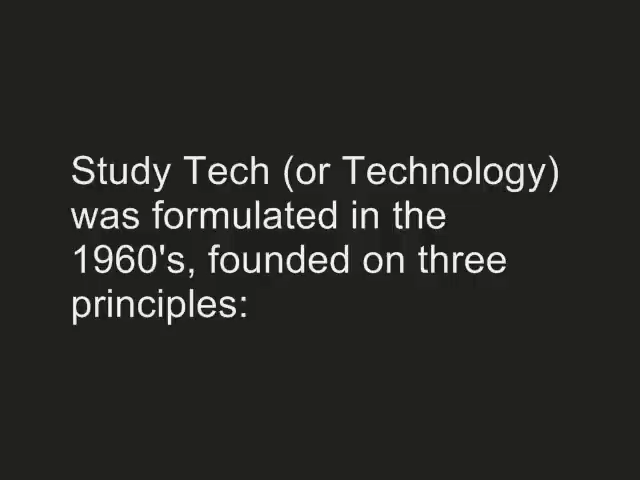 Study Tech (or Technology)
was formulated in the
1960's, founded on three
principles: